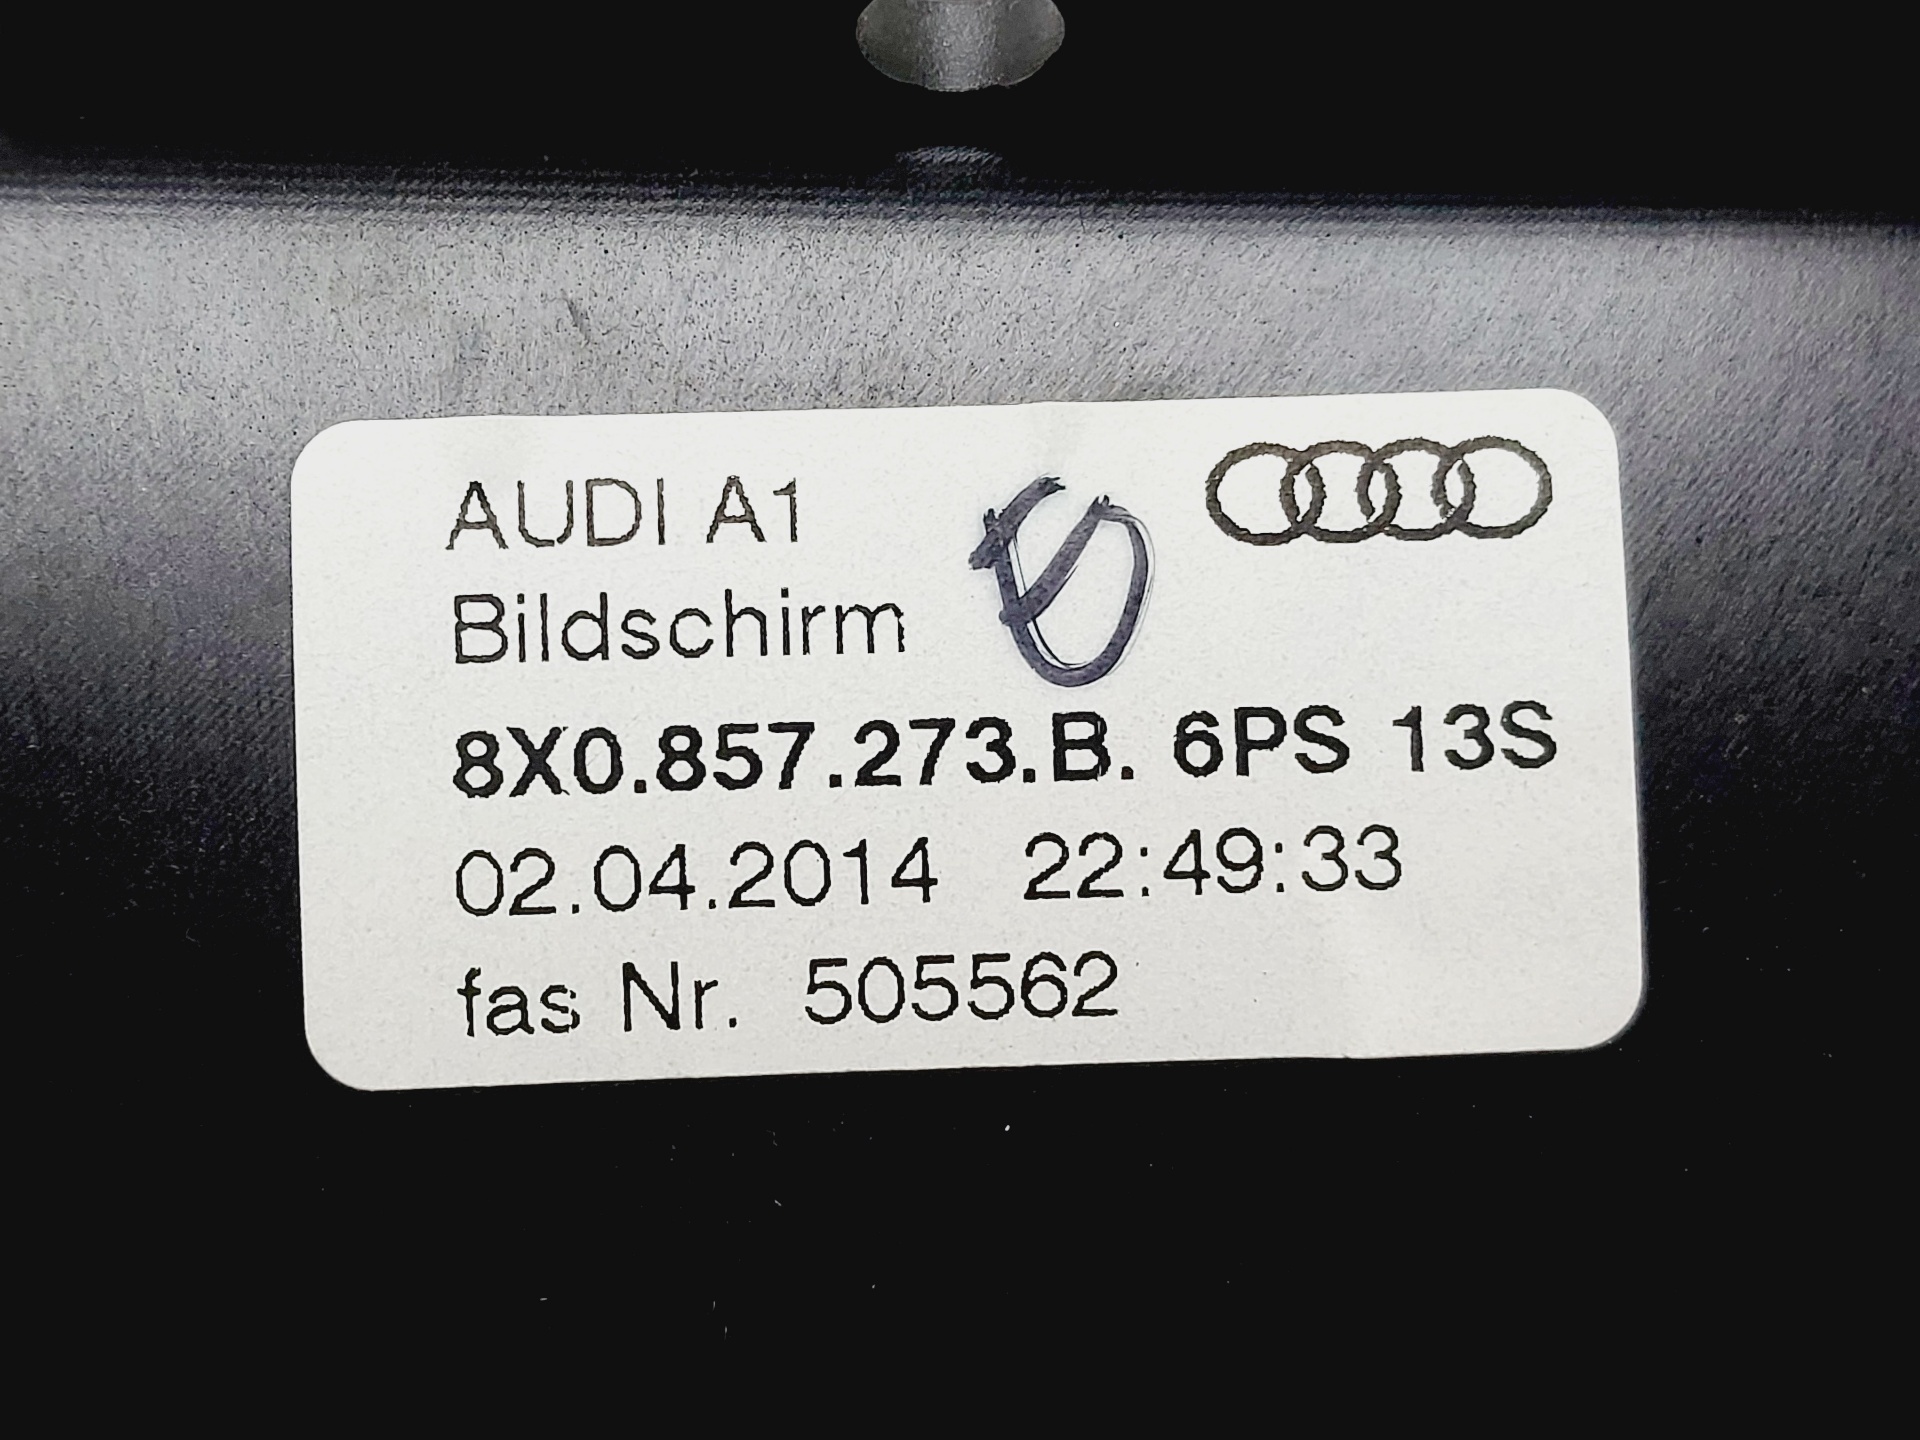 AUDI A1
Bildschirm
8X0.857.273.B. 6PS 13S
02.04.2014 22:49:33
fas Nr. 505562